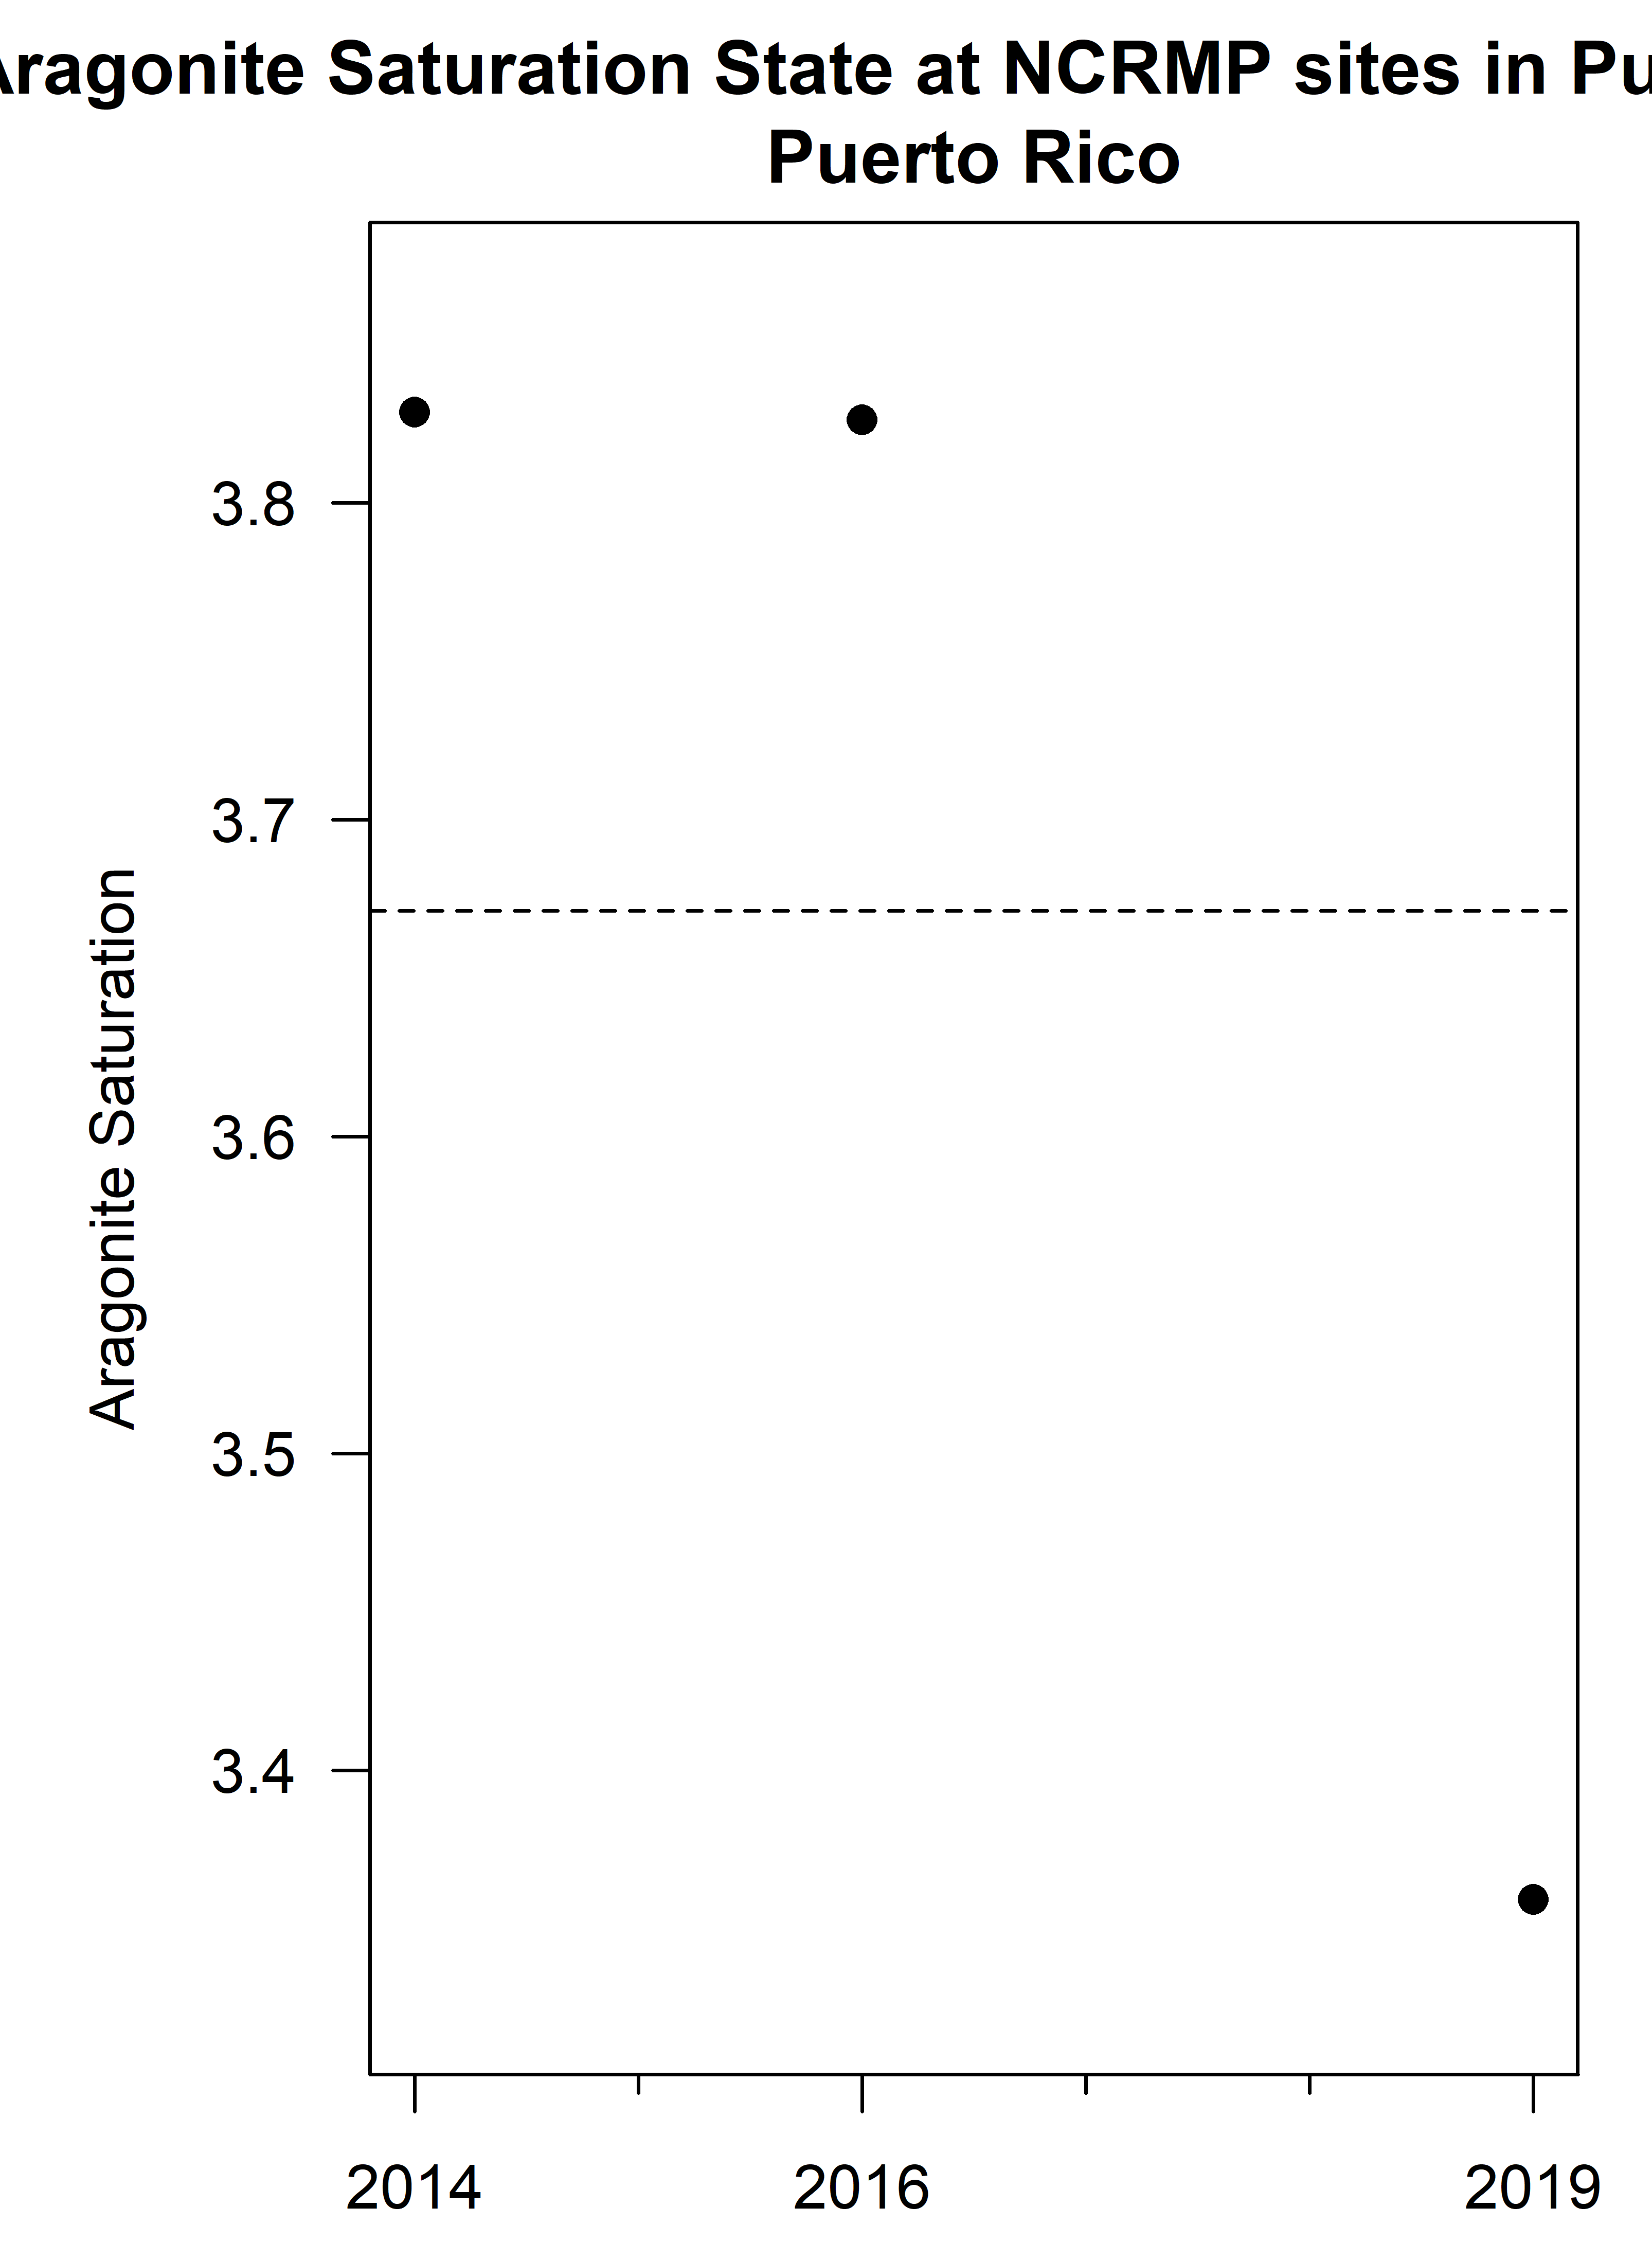 Aragonite Saturation State at NCRMP sites in Pu
Puerto Rico
Aragonite Saturation
3.8
3.7
3.6
3.5
3.4
2014 2016 2019